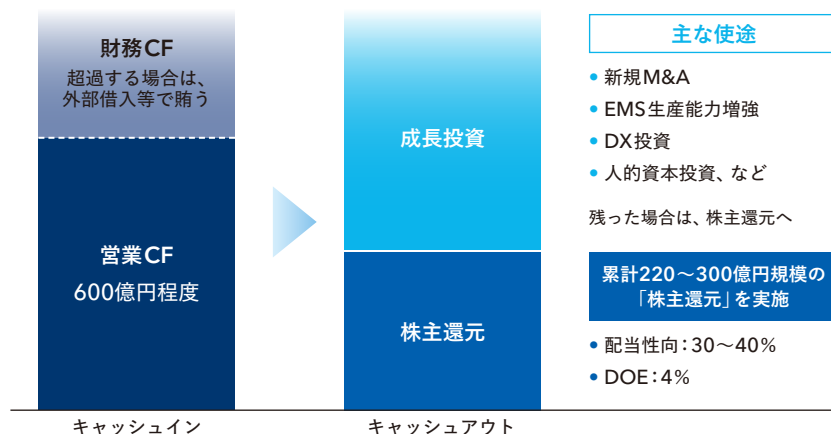 財務CF
超過する場合は、
外部借入等で賄う
営業CF
600億円程度
キャッシュイン
成長投資
株主還元
キャッシュアウト
主な使途
• 新規M&A
• EMS生産能力増強
• DX投資
• 人的資本投資、など
残った場合は、株主還元へ
累計220～300億円規模の
「株主還元」を実施
• 配当性向：30～40%
• DOE：4%